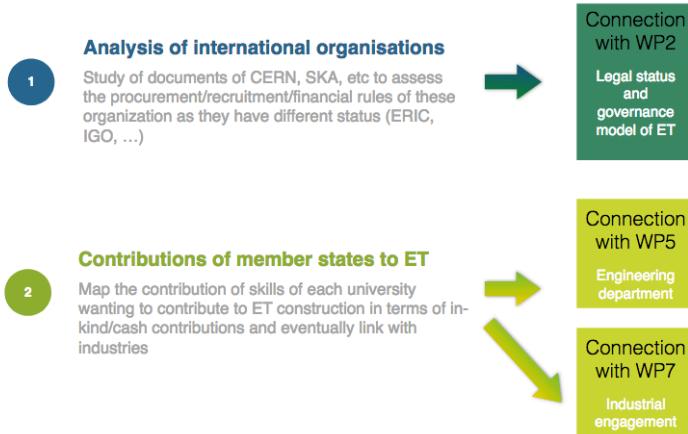 Analysis of international organisations
1
Study of documents of CERN, SKA, etc to assess
the procurement/recruitment/financial rules of these
organization as they have different status (ERIC,
IGO, …)
Connection
with WP2
Legal status
and
governance
model of ET
Contributions of member states to ET
2
Map the contribution of skills of each university
wanting to contribute to ET construction in terms of in-
kind/cash contributions and eventually link with
industries
Connection
with WP5
Engineering
department
Connection
with WP7
Industrial
engagement